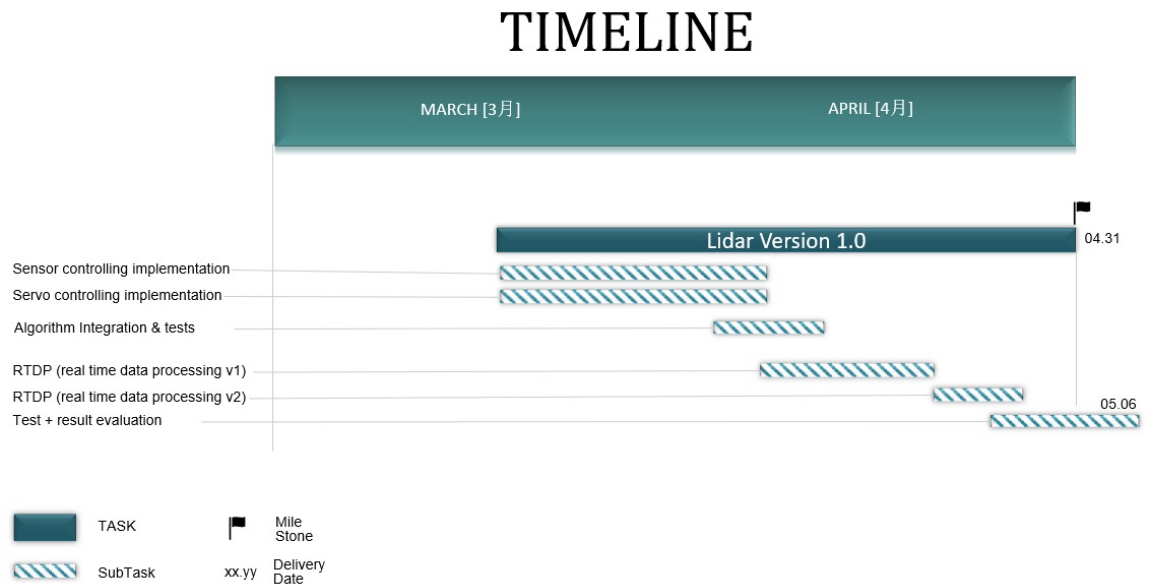 TIMELINE
MARCH [3月]
APRIL [4月]
Lidar Version 1.0
04.31
Sensor controlling implementation
Servo controlling implementation
Algorithm Integration & tests
RTDP (real time data processing v1)
RTDP (real time data processing v2)
05.06
Test + result evaluation
TASK
Mile
Stone
SubTask
xx.yy
Delivery
Date